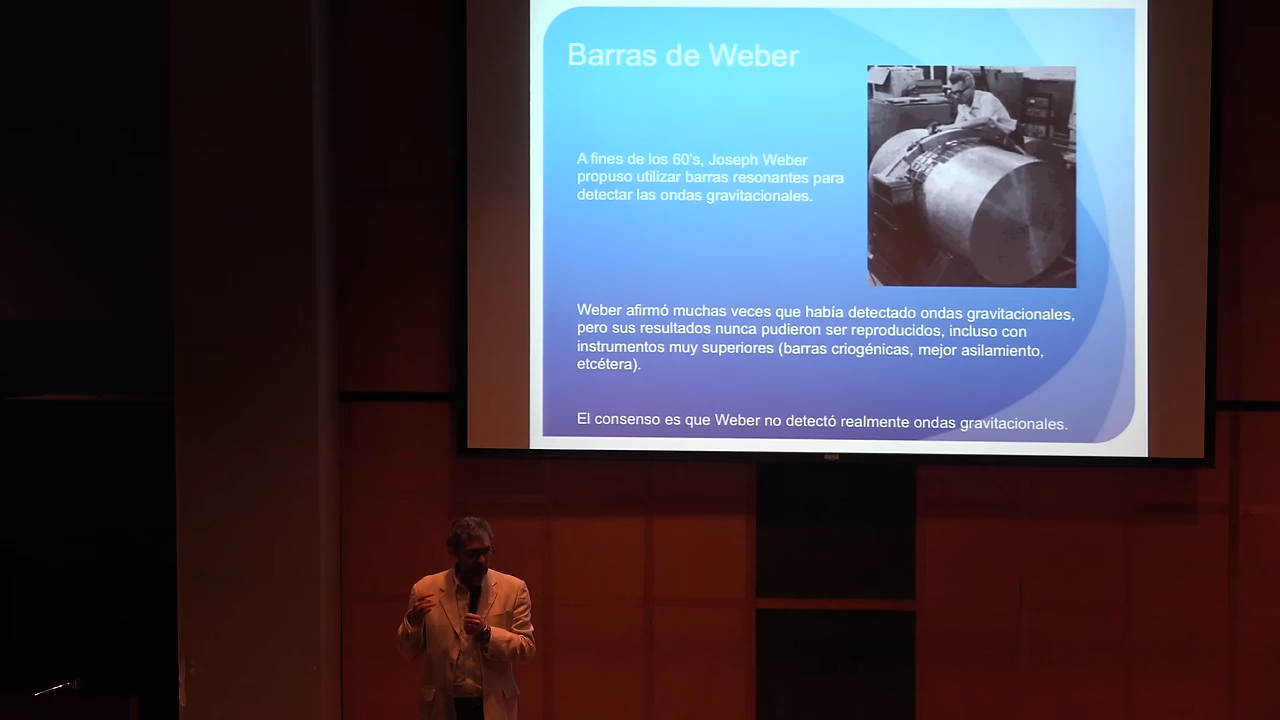 Barras de Weber
A fines de los 60's, Joseph Weber
propuso utilizar barras resonantes para
detectar las ondas gravitacionales.
Weber afirmó muchas veces que había detectado ondas gravitacionales,
pero sus resultados nunca pudieron ser reproducidos, incluso con
instrumentos muy superiores (barras criogénicas, mejor asilamiento,
etcétera).
El consenso es que Weber no detectó realmente ondas gravitacionales.